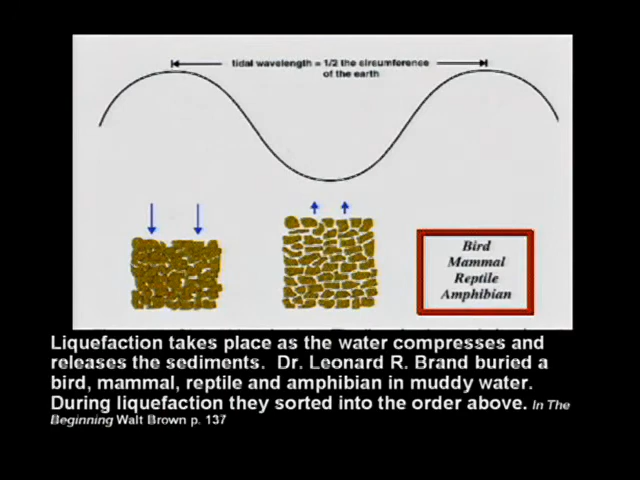 tidal wavelength = 1/2 the circumference
of the earth
Bird
Mammal
Reptile
Amphibian
Liquefaction takes place as the water compresses and
releases the sediments. Dr. Leonard R. Brand buried a
bird, mammal, reptile and amphibian in muddy water.
During liquefaction they sorted into the order above. In The
Beginning Walt Brown p. 137